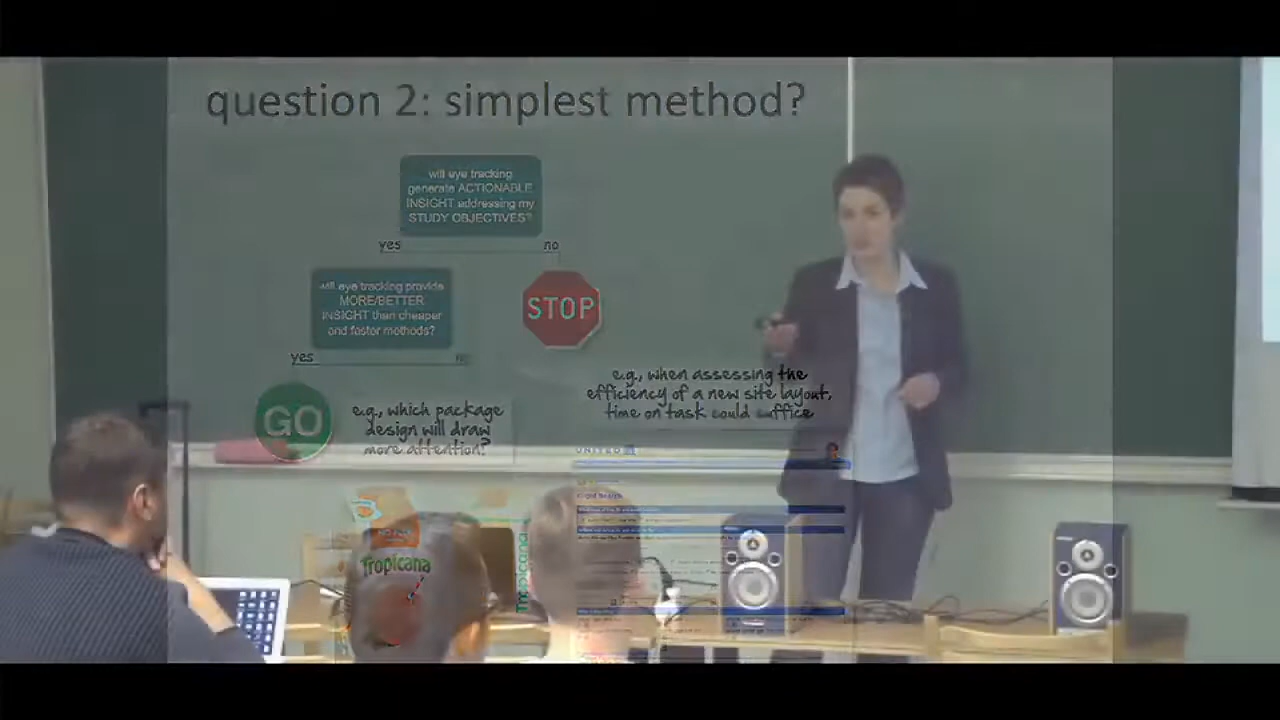 question 2: simplest method?
will eye tracking
generate ACTIONABLE
INSIGHT addressing my
STUDY OBJECTIVES?
yes
no
will eye tracking provide
MORE/BETTER
INSIGHT than cheaper
and faster methods?
STOP
yes
no
GO
e.g., which package
design will draw
more attention?
e.g., when assessing the
efficiency of a new site layout,
time on task could suffice
UNITED
Tropicana
Tropicana